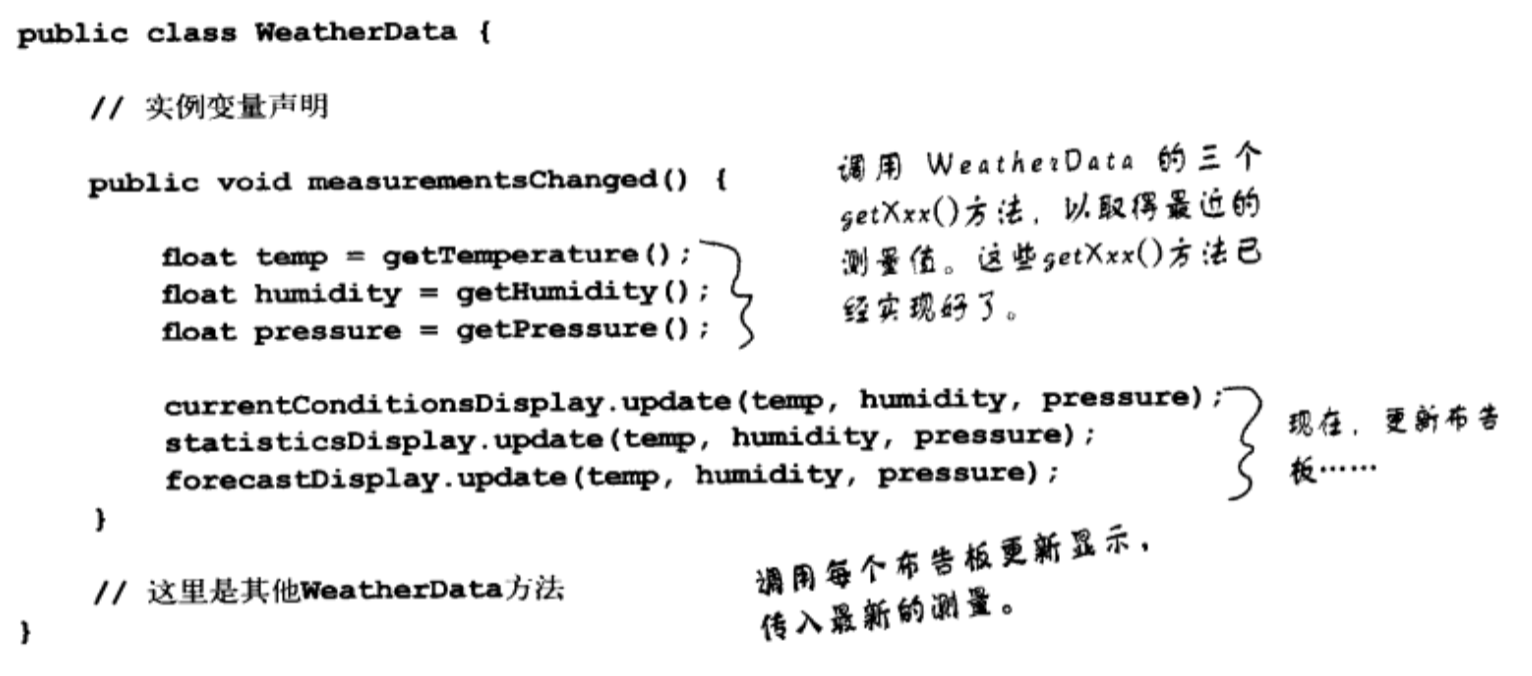 public class WeatherData {
// 实例变量声明
public void measurementsChanged() {
float temp = getTemperature();
float humidity = getHumidity();
float pressure = getPressure();
调用 WeatherData 的三个
getXxx()方法，以取得最近的
测量值。这些getXxx()方法已
经实现好了。
currentConditionsDisplay.update(temp, humidity, pressure);
statisticsDisplay.update(temp, humidity, pressure);
forecastDisplay.update(temp, humidity, pressure);
现在，更新布告
板……
}
调用每个布告板更新显示，
传入最新的测量。
// 这里是其他WeatherData方法
}